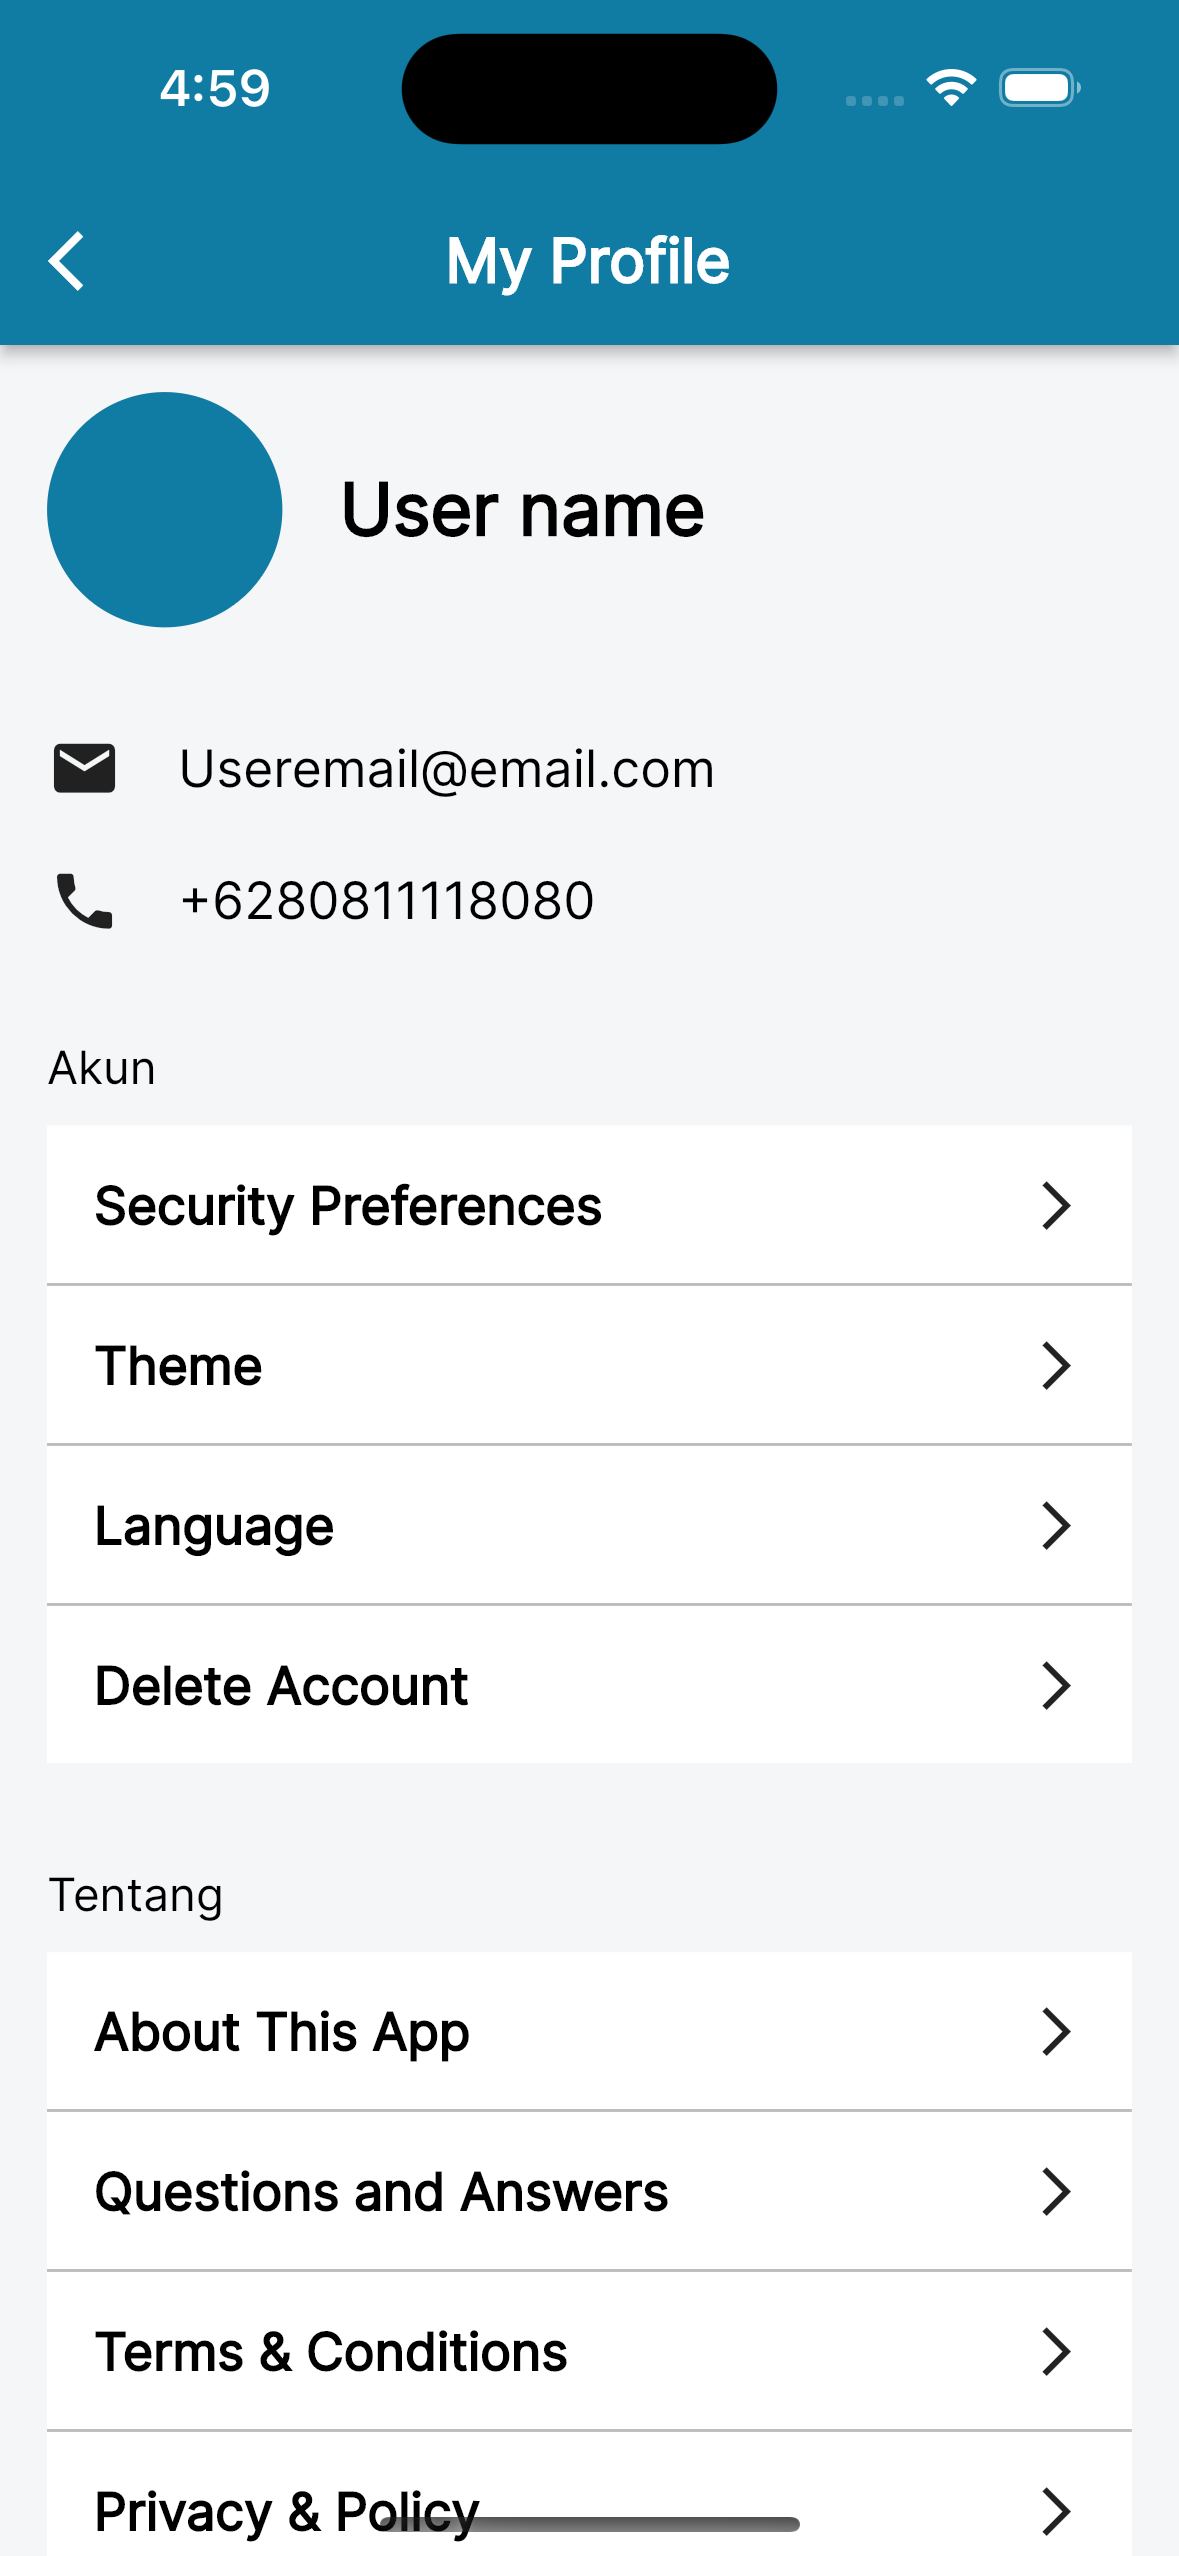 4:59
My Profile
User name
Useremail@email.com
+6280811118080
Akun
Security Preferences
Theme
Language
Delete Account
Tentang
About This App
Questions and Answers
Terms & Conditions
Privacy & Policy